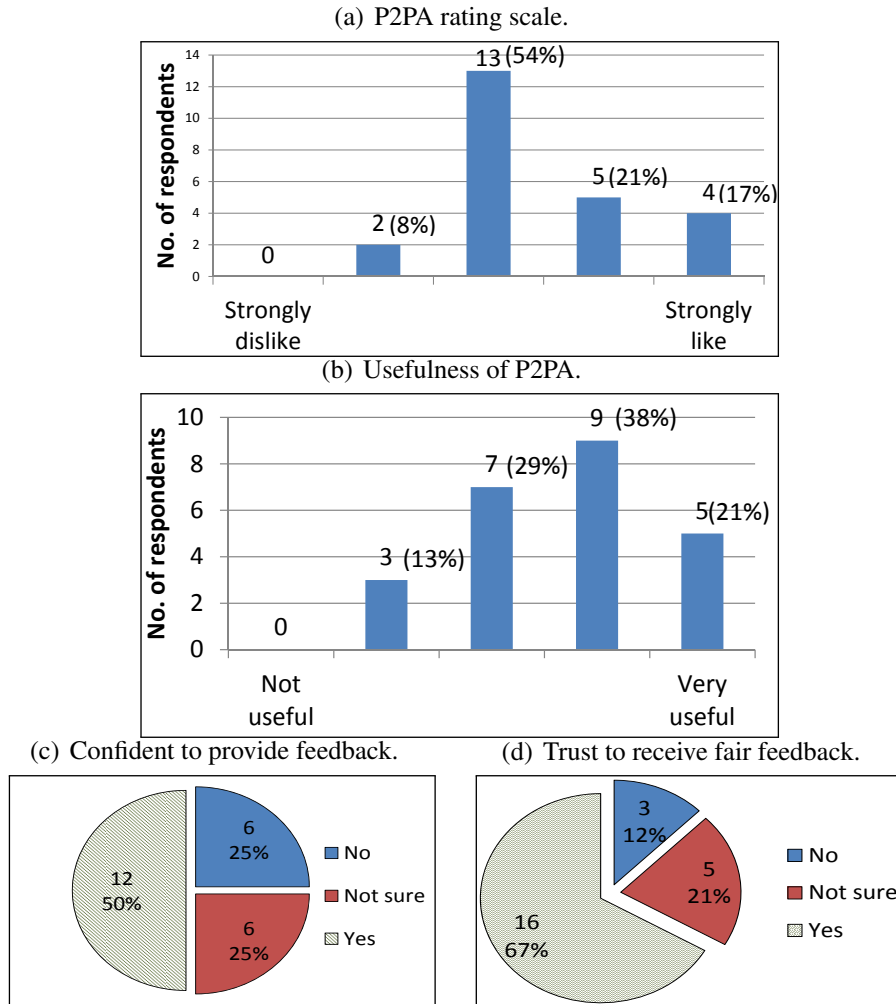 (a) P2PA rating scale.
No. of respondents
14
12
10
8
6
4
2
0
0
2 (8%)
13 (54%)
5 (21%)
4 (17%)
Strongly dislike
Strongly like
(b) Usefulness of P2PA.
No. of respondents
10
8
6
4
2
0
0
3 (13%)
7 (29%)
9 (38%)
5(21%)
Not useful
Very useful
(c) Confident to provide feedback.
6
25%
12
50%
6
25%
No
Not sure
Yes
(d) Trust to receive fair feedback.
3
12%
5
21%
16
67%
No
Not sure
Yes